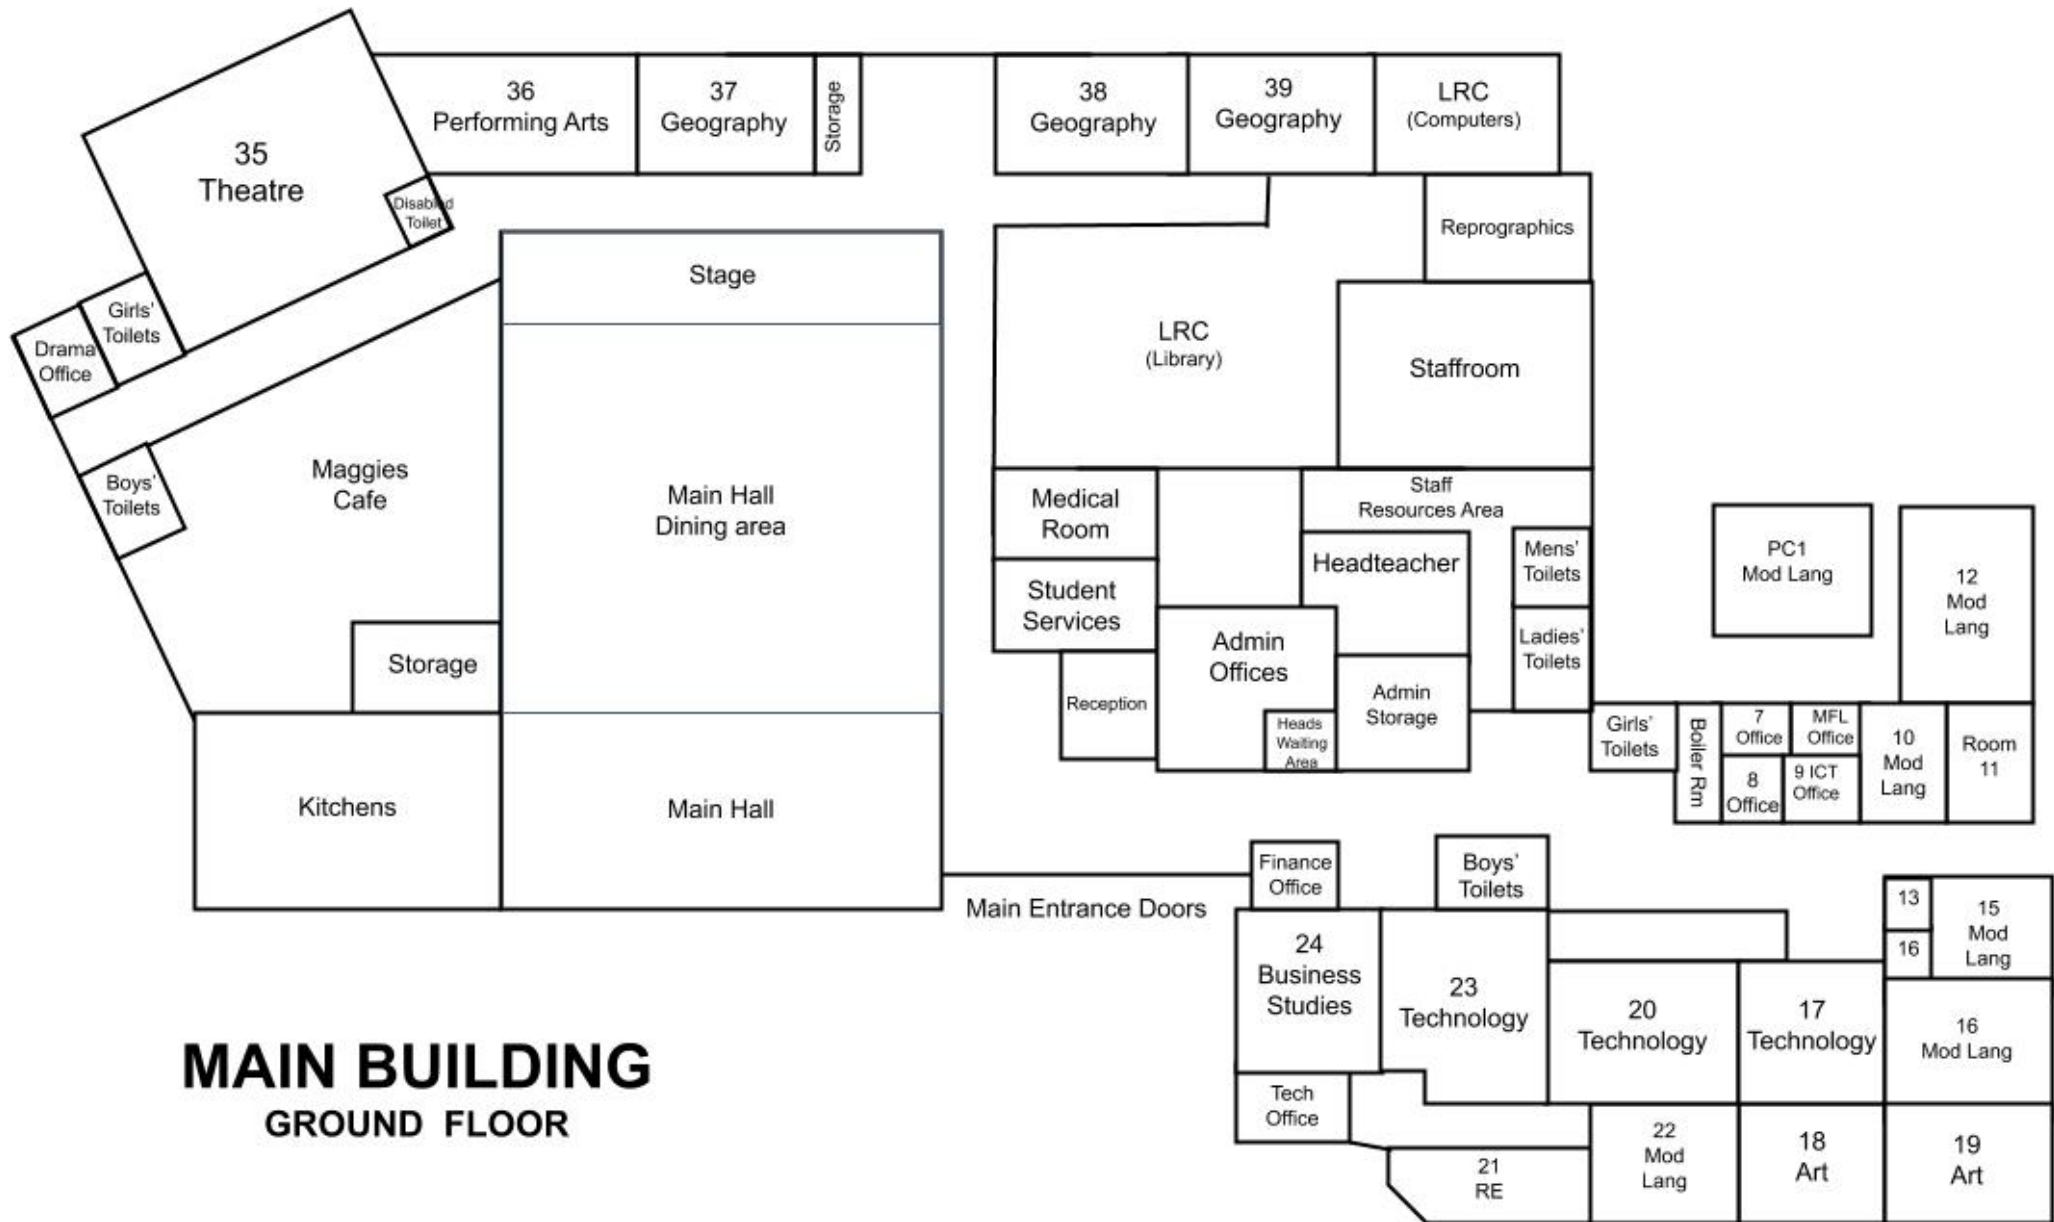 36
Performing Arts
37
Geography
Storage
38
Geography
39
Geography
LRC
(Computers)
35
Theatre
Disabled
Toilet
Reprographics
Stage
Girls'
Toilets
Drama
Office
LRC
(Library)
Staffroom
Maggies
Cafe
Boys'
Toilets
Main Hall
Dining area
Medical
Room
Staff
Resources Area
Headteacher
Mens'
Toilets
PC1
Mod Lang
12
Mod
Lang
Student
Services
Admin
Offices
Ladies'
Toilets
Storage
Reception
Admin
Storage
Heads
Waiting
Area
Girls'
Toilets
Boiler Rm
7
Office
MFL
Office
8
Office
9 ICT
Office
10
Mod
Lang
Room
11
Kitchens
Main Hall
Finance
Office
Boys'
Toilets
Main Entrance Doors
13
16
15
Mod
Lang
24
Business
Studies
23
Technology
20
Technology
17
Technology
16
Mod Lang
MAIN BUILDING
GROUND FLOOR
Tech
Office
21
RE
22
Mod
Lang
18
Art
19
Art